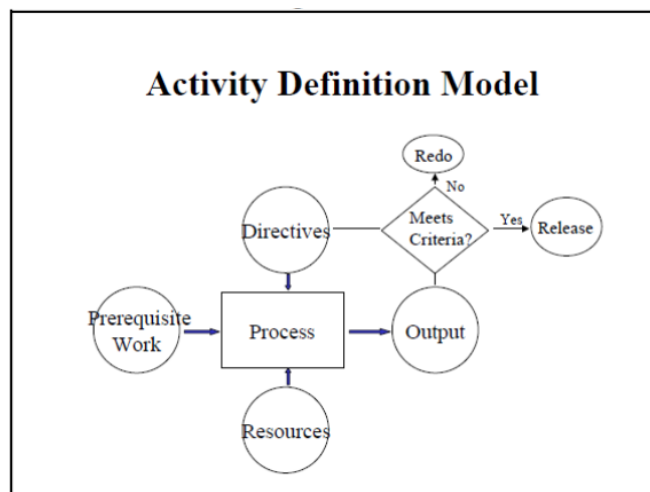 Activity Definition Model
Redo
No
Directives
Meets
Criteria?
Yes
Release
Prerequisite
Work
Process
Output
Resources